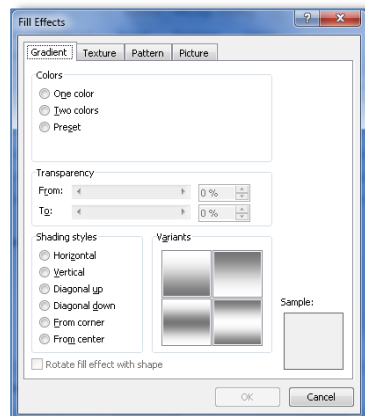 Fill Effects
Gradient Texture Pattern Picture
Colors
One color
Two colors
Preset
Transparency
From: 0 %
To: 0 %
Shading styles Variants
Horizontal
Vertical
Diagonal up
Diagonal down
From corner
From center
Sample:
Rotate fill effect with shape
OK Cancel